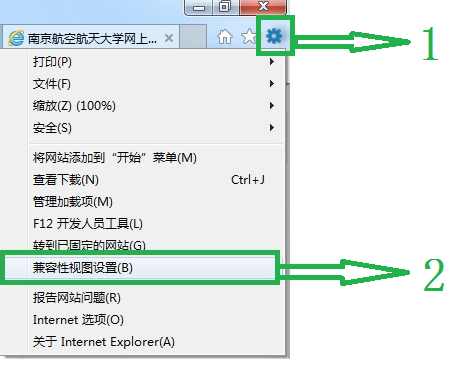 南京航空航天大学网上...
1
打印(P)
文件(F)
缩放(Z) (100%)
安全(S)
将网站添加到“开始”菜单(M)
查看下载(N) Ctrl+J
管理加载项(M)
F12 开发人员工具(L)
转到已固定的网站(G)
兼容性视图设置(B)
2
报告网站问题(R)
Internet 选项(O)
关于 Internet Explorer(A)